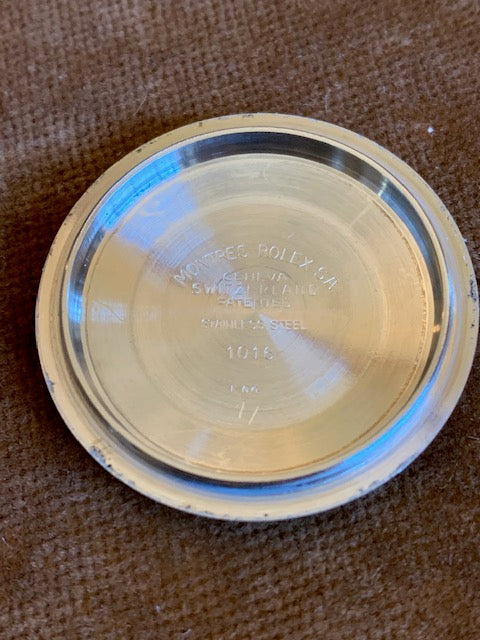 MONTRES ROLEX S.A.
GENEVA
SWITZERLAND
PATENTED
STAINLESS STEEL
1016